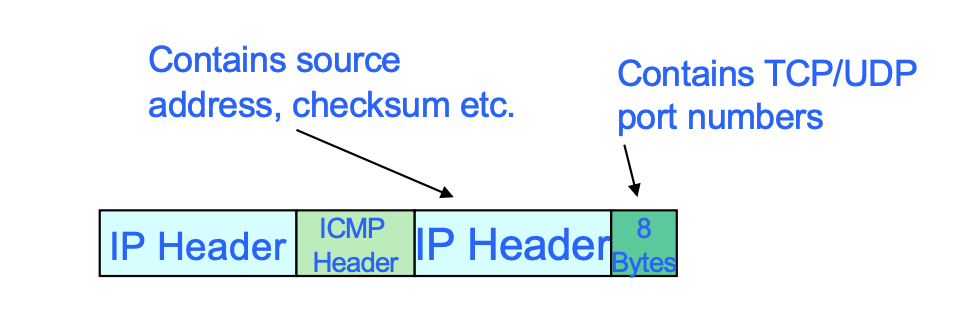 Contains source
address, checksum etc.
Contains TCP/UDP
port numbers
IP Header
ICMP
Header
IP Header
8
Bytes